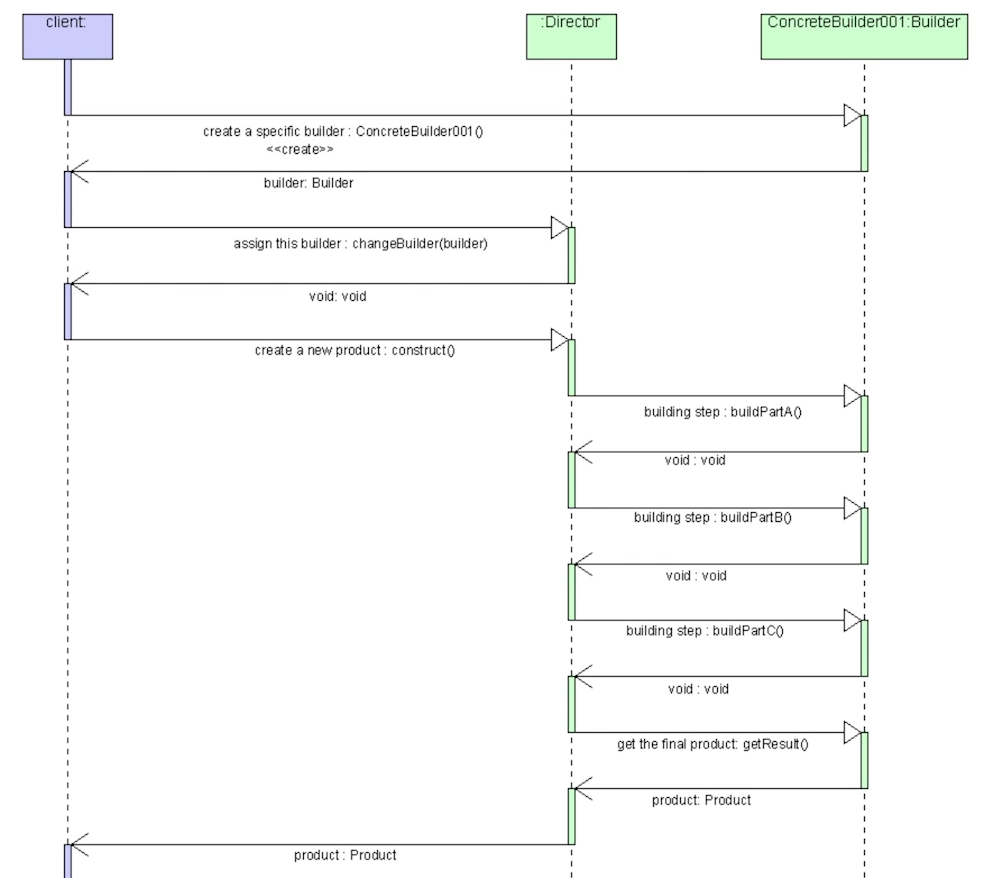 client:
:Director
ConcreteBuilder001:Builder
create a specific builder : ConcreteBuilder001()
<<create>>
builder: Builder
assign this builder : changeBuilder(builder)
void: void
create a new product : construct()
building step : buildPartA()
void : void
building step : buildPartB()
void : void
building step : buildPartC()
void : void
get the final product: getResult()
product: Product
product : Product